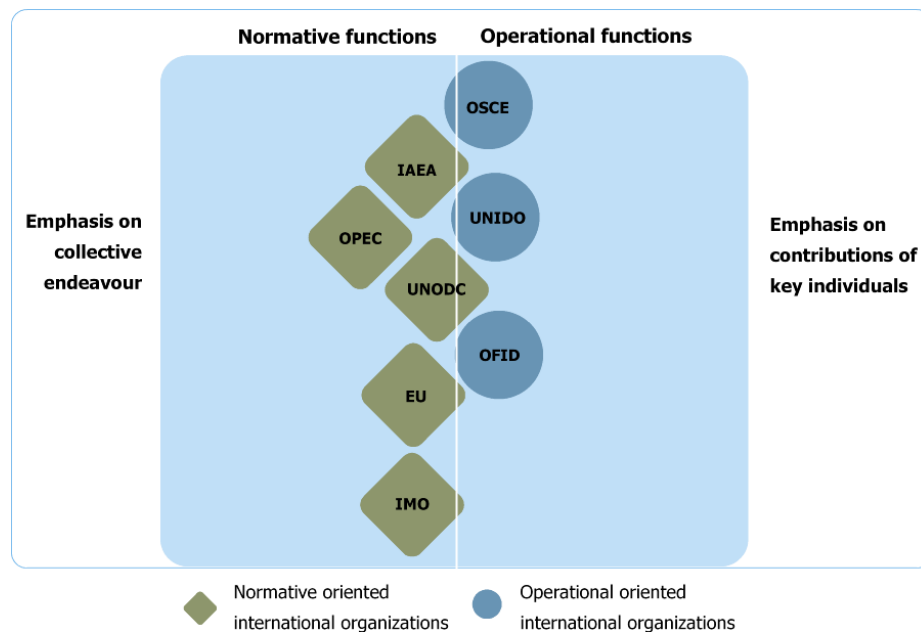 Normative functions
Operational functions
OSCE
IAEA
UNIDO
OPEC
UNODC
OFID
EU
IMO
Emphasis on
collective
endeavour
Emphasis on
contributions of
key individuals
Normative oriented
international organizations
Operational oriented
international organizations